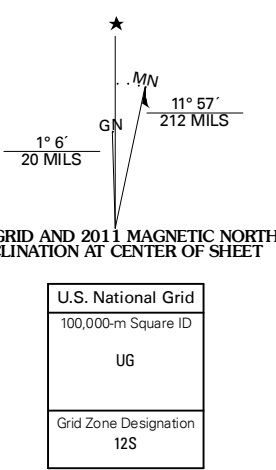 ★
MN
GN
11° 57´
212 MILS
1° 6´
20 MILS
GRID AND 2011 MAGNETIC NORTH
CLINATION AT CENTER OF SHEET
U.S. National Grid
100,000-m Square ID
UG
Grid Zone Designation
12S